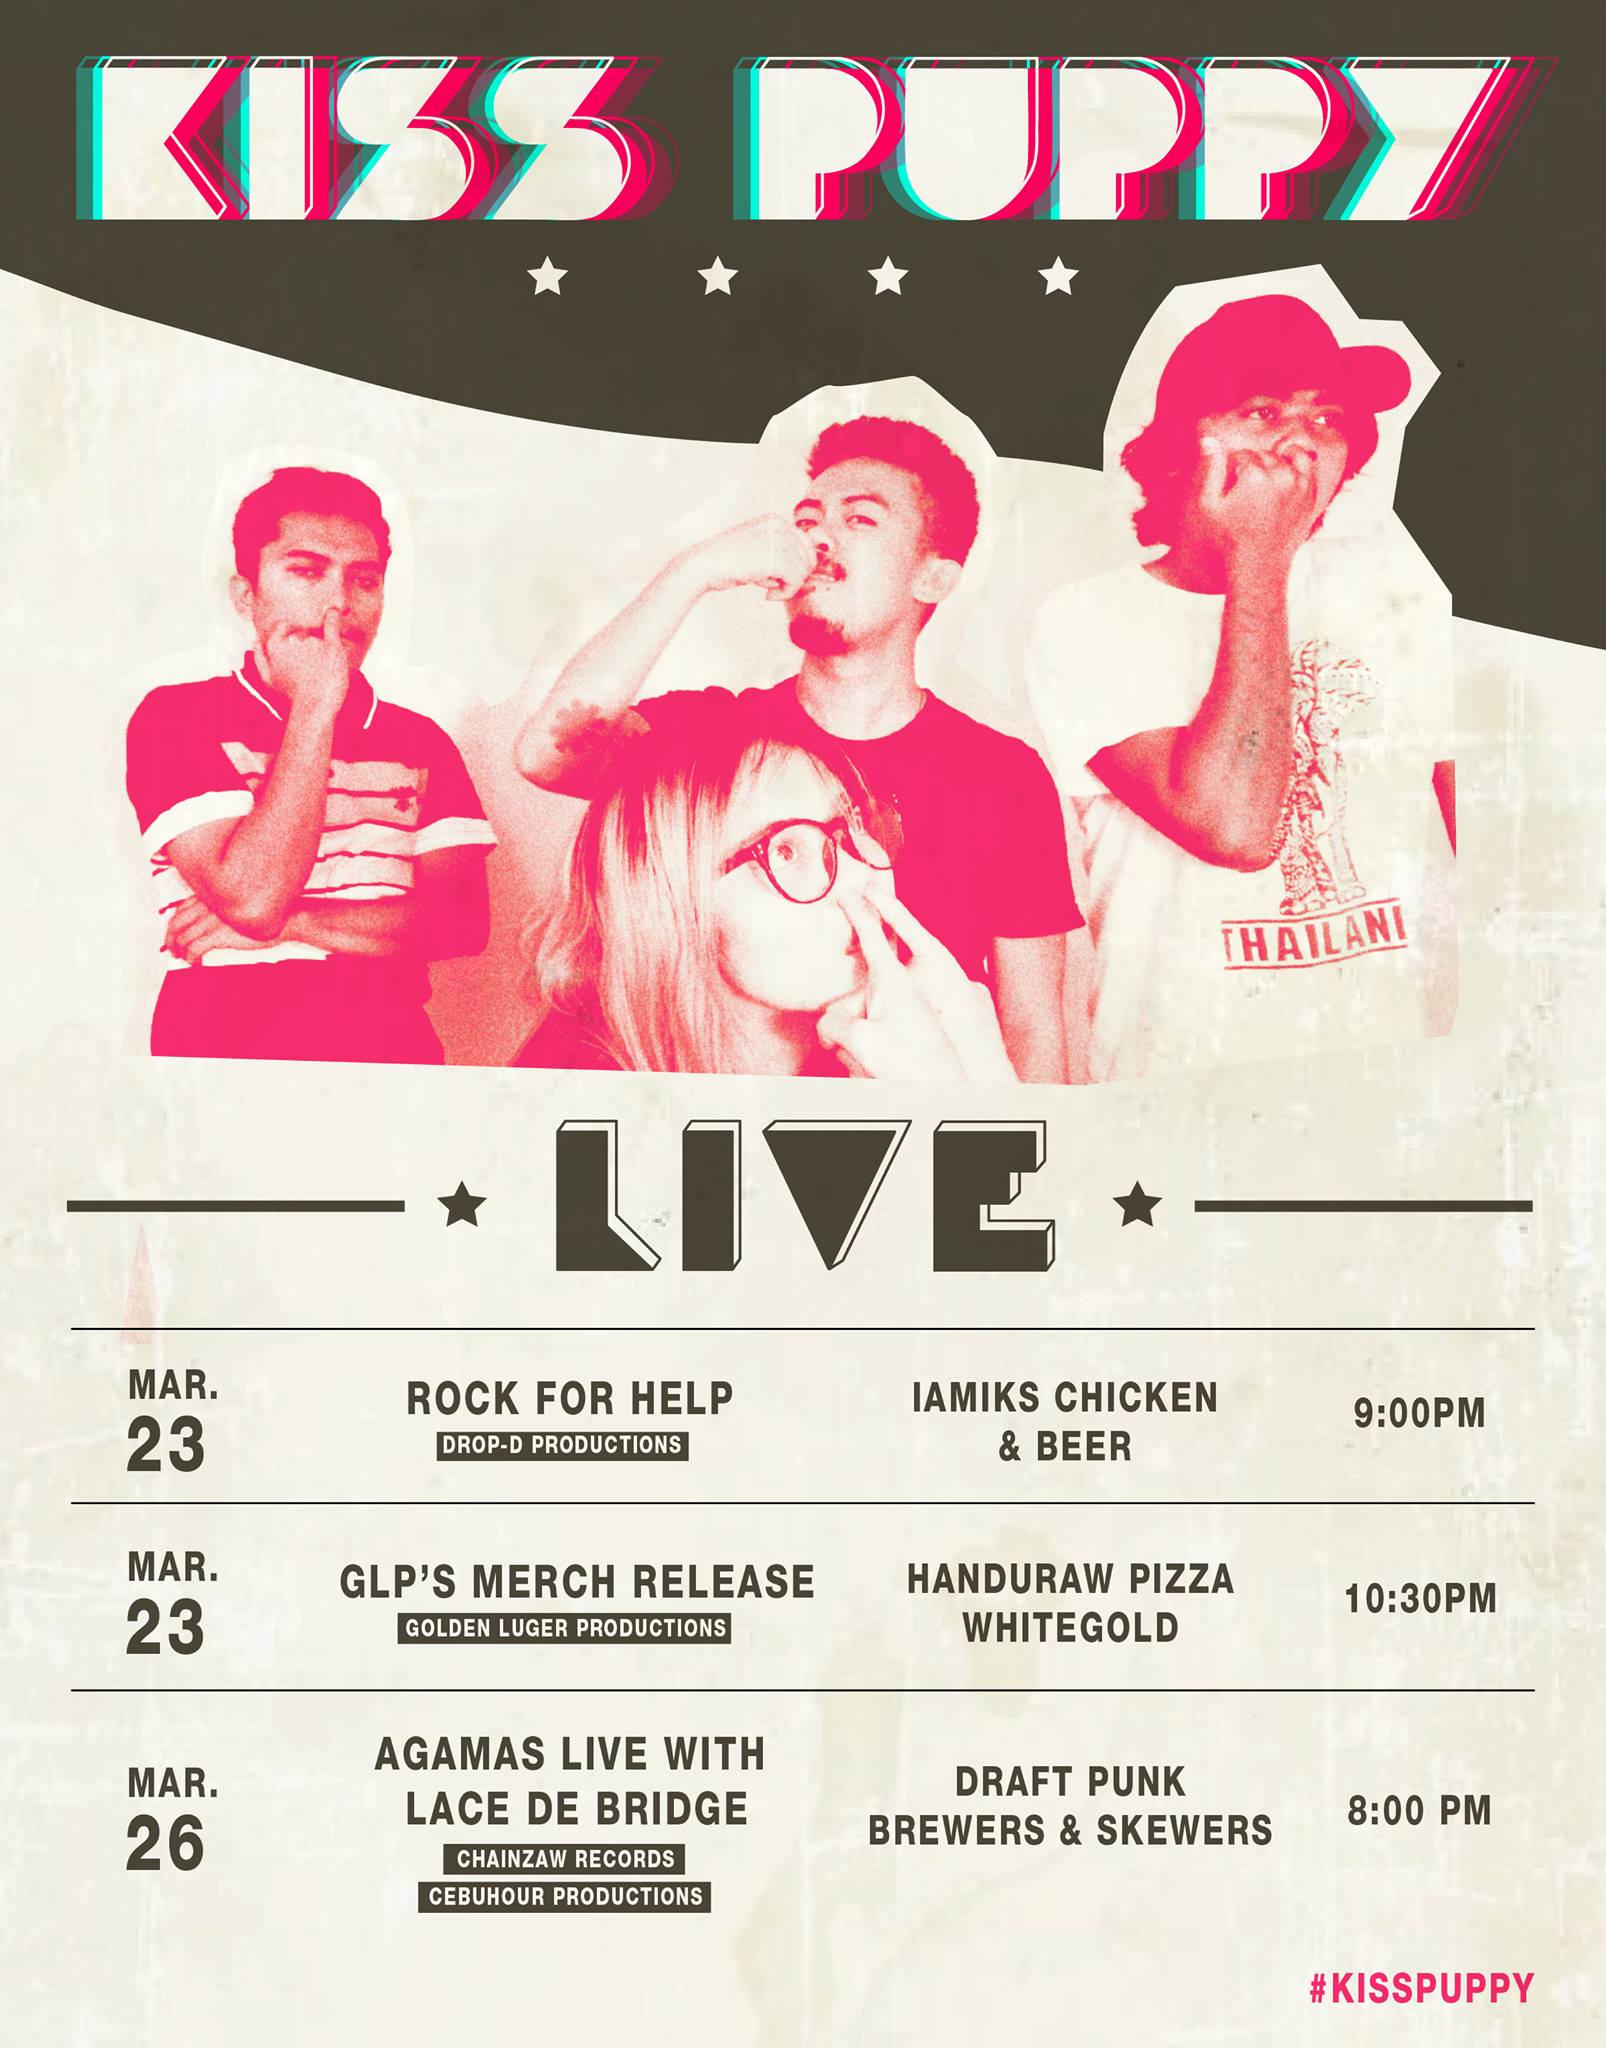 KISS PUPPY
THAILAN
LIVE
MAR.
23
ROCK FOR HELP
DROP-D PRODUCTIONS
IAMIKS CHICKEN
& BEER
9:00PM
MAR.
23
GLP'S MERCH RELEASE
GOLDEN LUGER PRODUCTIONS
HANDURAW PIZZA
WHITEGOLD
10:30PM
MAR.
26
AGAMAS LIVE WITH
LACE DE BRIDGE
CHAINZAW RECORDS
CEBUHOUR PRODUCTIONS
DRAFT PUNK
BREWERS & SKEWERS
8:00 PM
#KISSPUPPY